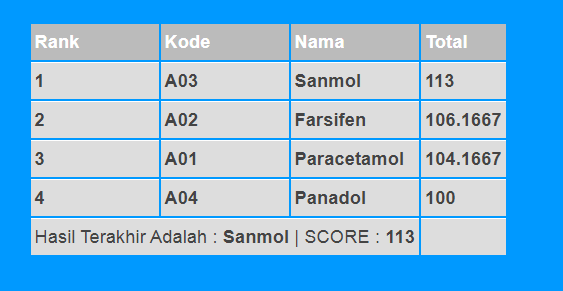 Rank Kode Nama Total
1 A03 Sanmol 113
2 A02 Farsifen 106.1667
3 A01 Paracetamol 104.1667
4 A04 Panadol 100
Hasil Terakhir Adalah : Sanmol | SCORE : 113